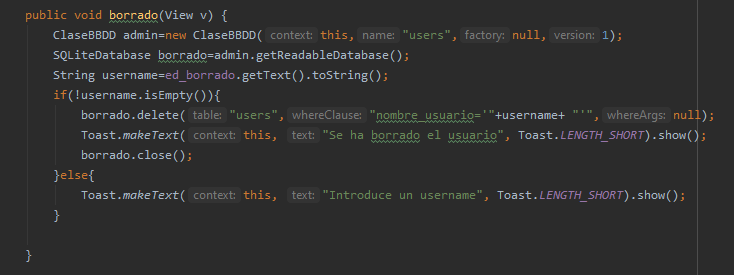 public void borrado(View v) {
ClaseBBDD admin=new ClaseBBDD( context: this, name: "users", factory: null, version: 1);
SQLiteDatabase borrado=admin.getReadableDatabase();
String username=ed_borrado.getText().toString();
if(!username.isEmpty()){
borrado.delete( table: "users", whereClause: "nombre_usuario='"+username+ "'", whereArgs: null);
Toast.makeText( context: this, text: "Se ha borrado el usuario", Toast.LENGTH_SHORT).show();
borrado.close();
}else{
Toast.makeText( context: this, text: "Introduce un username", Toast.LENGTH_SHORT).show();
}
}